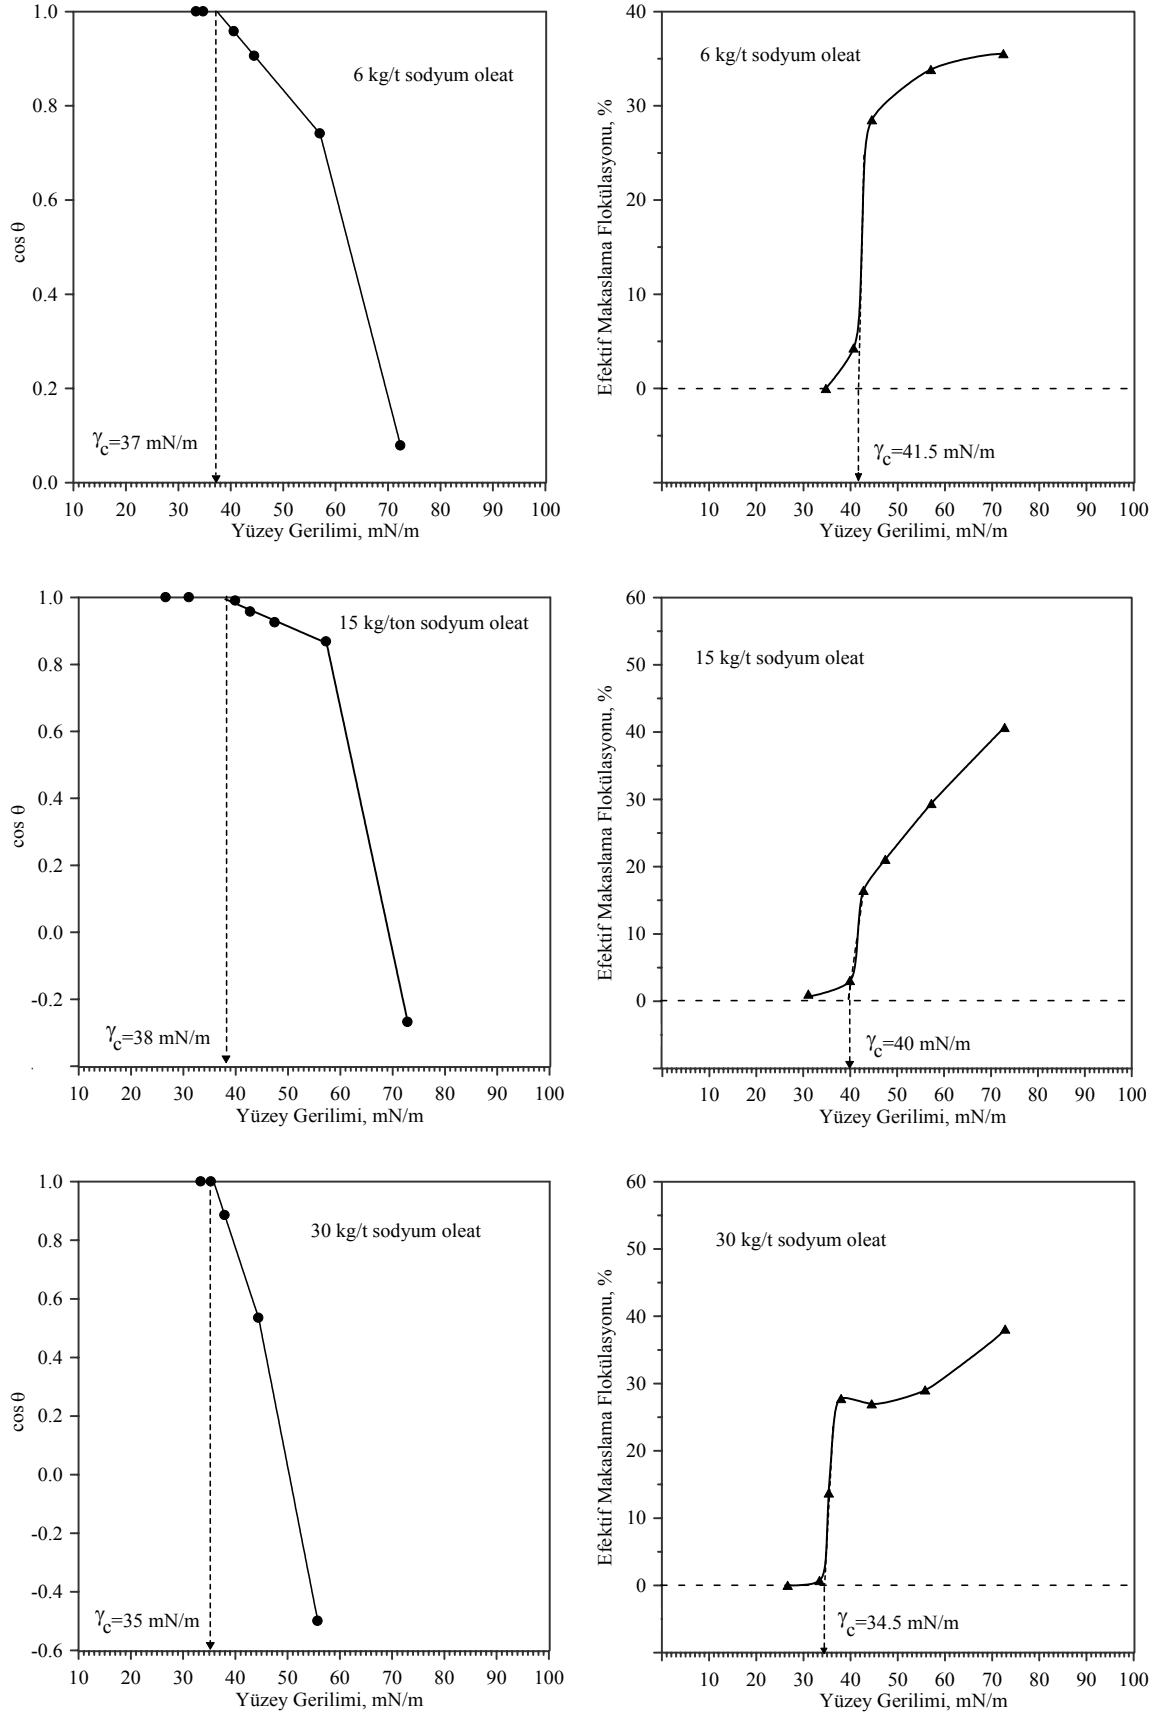 1.0
0.8
0.6
0.4
0.2
0.0
cos θ
6 kg/t sodyum oleat
γc=37 mN/m
10 20 30 40 50 60 70 80 90 100
Yüzey Gerilimi, mN/m
40
30
20
10
0
Efektif Makaslama Flokülasyonu, %
6 kg/t sodyum oleat
γc=41.5 mN/m
10 20 30 40 50 60 70 80 90 100
Yüzey Gerilimi, mN/m
1.0
0.8
0.6
0.4
0.2
0.0
-0.2
cos θ
15 kg/ton sodyum oleat
γc=38 mN/m
10 20 30 40 50 60 70 80 90 100
Yüzey Gerilimi, mN/m
60
50
40
30
20
10
0
Efektif Makaslama Flokülasyonu, %
15 kg/t sodyum oleat
γc=40 mN/m
10 20 30 40 50 60 70 80 90 100
Yüzey Gerilimi, mN/m
1.0
0.8
0.6
0.4
0.2
0.0
-0.2
-0.4
-0.6
cos θ
30 kg/t sodyum oleat
γc=35 mN/m
10 20 30 40 50 60 70 80 90 100
Yüzey Gerilimi, mN/m
60
50
40
30
20
10
0
Efektif Makaslama Flokülasyonu, %
30 kg/t sodyum oleat
γc=34.5 mN/m
10 20 30 40 50 60 70 80 90 100
Yüzey Gerilimi, mN/m